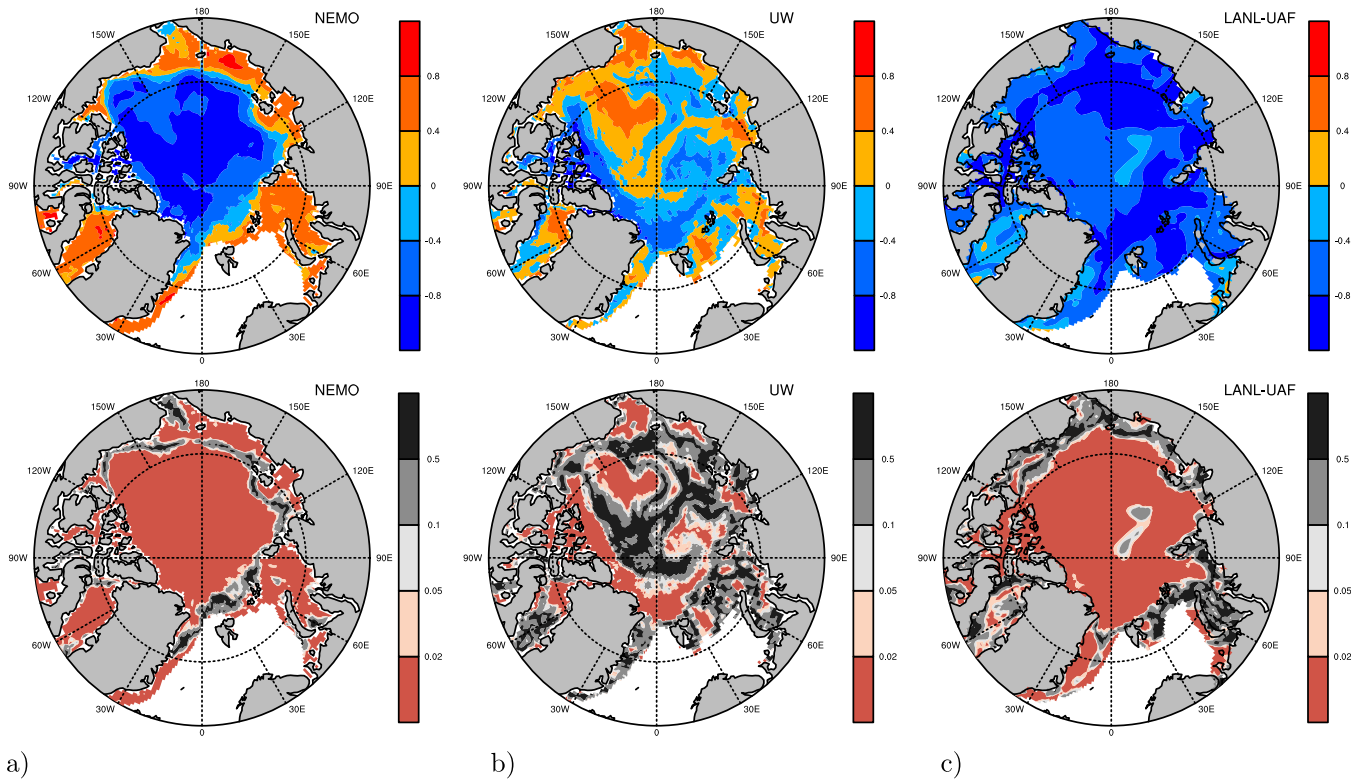 180 NEMO
150W 150E
120W 120E
90W 90E
60W 60E
30W 30E
0
0.8
0.4
0
-0.4
-0.8
180 UW
150W 150E
120W 120E
90W 90E
60W 60E
30W 30E
0
0.8
0.4
0
-0.4
-0.8
180 LANL-UAF
150W 150E
120W 120E
90W 90E
60W 60E
30W 30E
0
0.8
0.4
0
-0.4
-0.8
180 NEMO
150W 150E
120W 120E
90W 90E
60W 60E
30W 30E
0
0.5
0.1
0.05
0.02
180 UW
150W 150E
120W 120E
90W 90E
60W 60E
30W 30E
0
0.5
0.1
0.05
0.02
180 LANL-UAF
150W 150E
120W 120E
90W 90E
60W 60E
30W 30E
0
0.5
0.1
0.05
0.02
a) b) c)